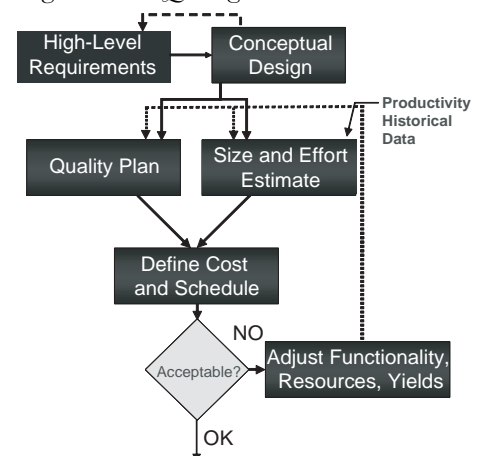 High-Level
Requirements
Conceptual
Design
Productivity
Historical
Data
Quality Plan
Size and Effort
Estimate
Define Cost
and Schedule
NO
Acceptable?
Adjust Functionality,
Resources, Yields
OK